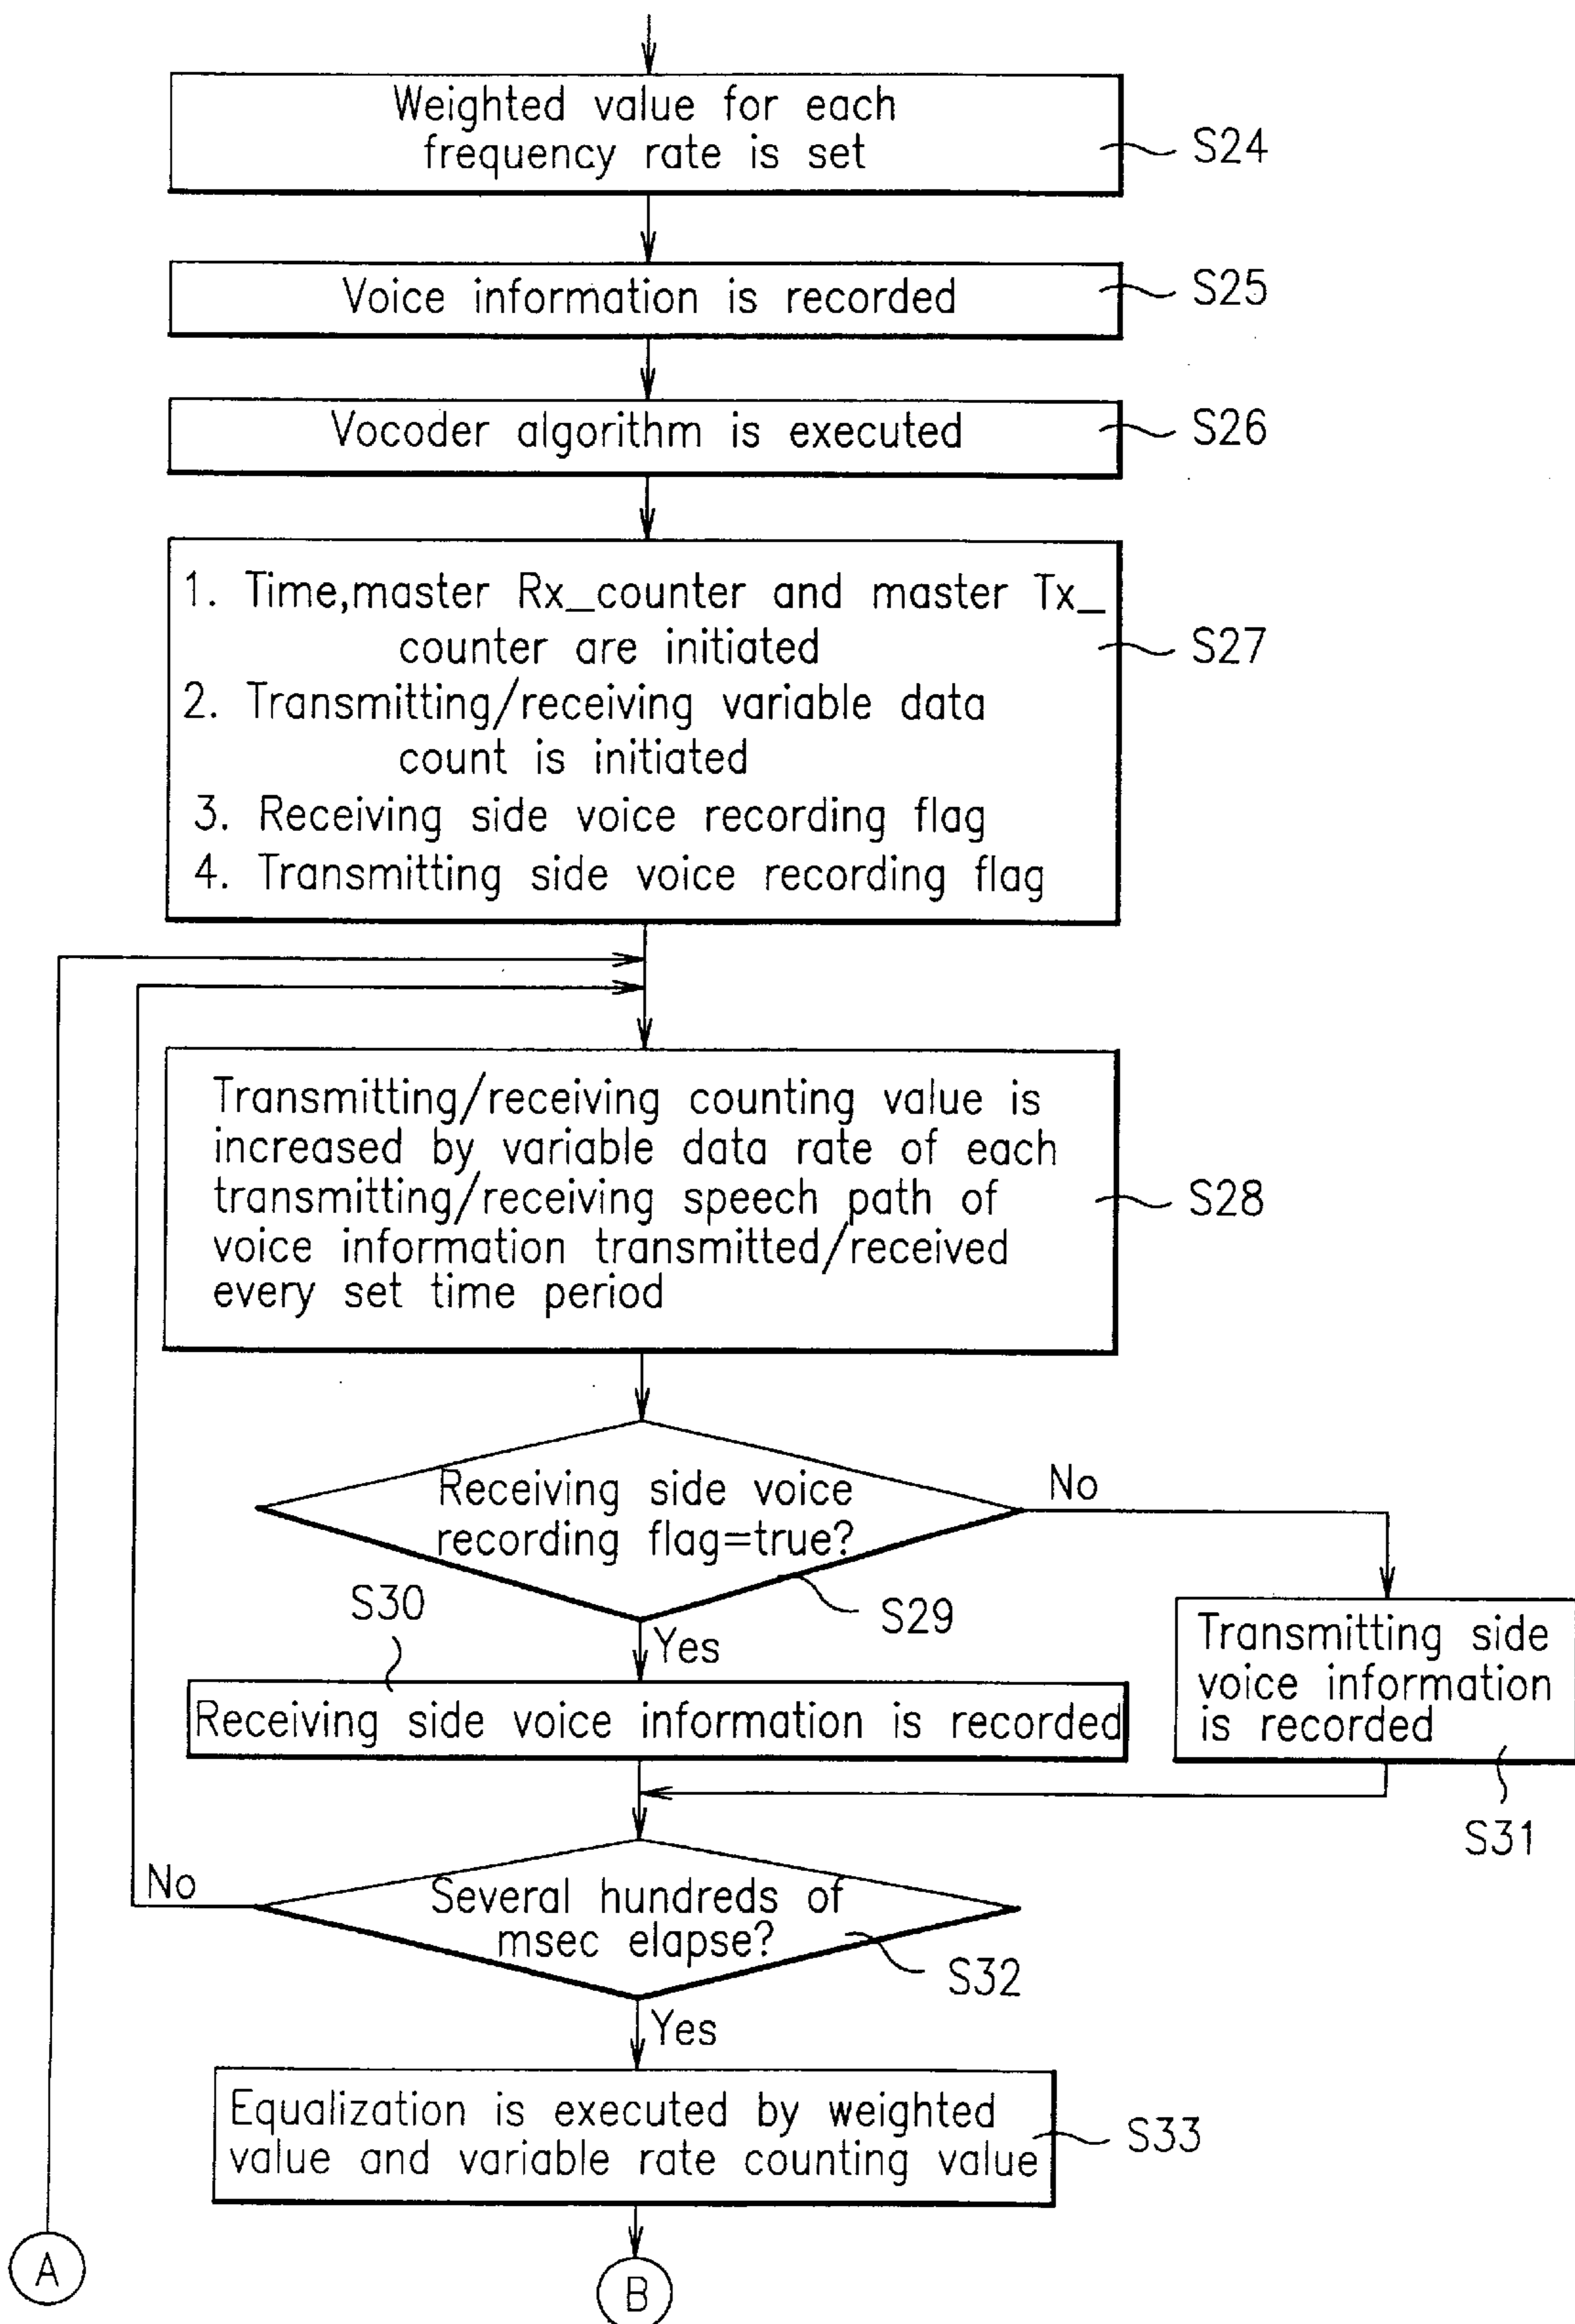 Weighted value for each
frequency rate is set
S24
Voice information is recorded
S25
Vocoder algorithm is executed
S26
1. Time,master Rx_counter and master Tx_
counter are initiated
2. Transmitting/receiving variable data
count is initiated
3. Receiving side voice recording flag
4. Transmitting side voice recording flag
S27
Transmitting/receiving counting value is
increased by variable data rate of each
transmitting/receiving speech path of
voice information transmitted/received
every set time period
S28
Receiving side voice
recording flag=true?
S29
No
Yes
S30
Receiving side voice information is recorded
Transmitting side
voice information
is recorded
S31
Several hundreds of
msec elapse?
S32
No
Yes
Equalization is executed by weighted
value and variable rate counting value
S33
A
B